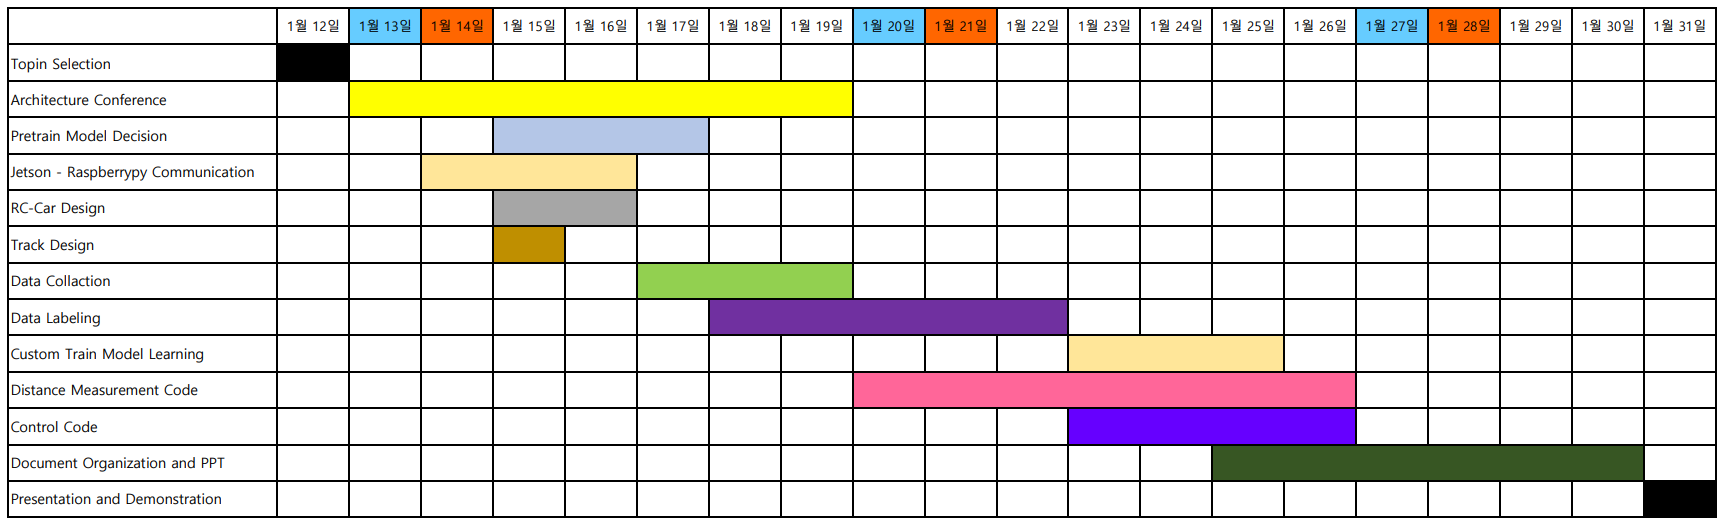 1월 12일 1월 13일 1월 14일 1월 15일 1월 16일 1월 17일 1월 18일 1월 19일 1월 20일 1월 21일 1월 22일 1월 23일 1월 24일 1월 25일 1월 26일 1월 27일 1월 28일 1월 29일 1월 30일 1월 31일
Topin Selection
Architecture Conference
Pretrain Model Decision
Jetson - Raspberrypy Communication
RC-Car Design
Track Design
Data Collaction
Data Labeling
Custom Train Model Learning
Distance Measurement Code
Control Code
Document Organization and PPT
Presentation and Demonstration